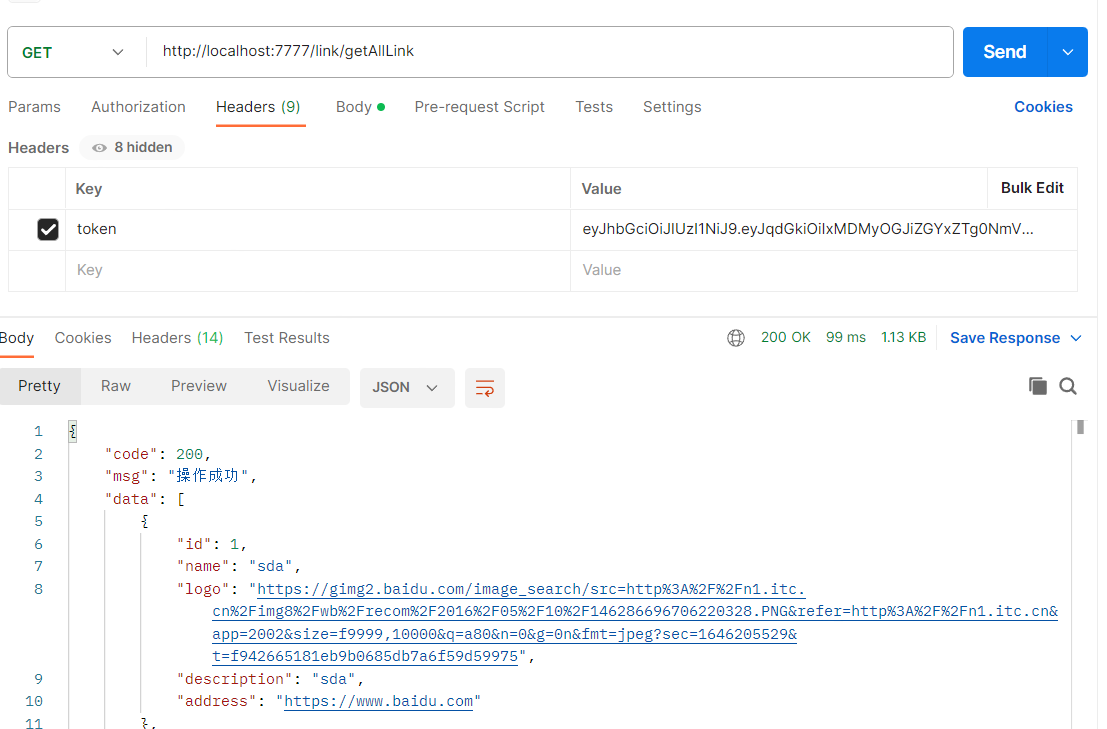 GET http://localhost:7777/link/getAllLink Send
Params Authorization Headers (9) Body Pre-request Script Tests Settings Cookies
Headers 8 hidden
Key Value Bulk Edit
token eyJhbGciOiJIUzI1NiJ9.eyJqdGkiOiIxMDMyOGJiZGYxZTg0NmV...
Key Value
Body Cookies Headers (14) Test Results 200 OK 99 ms 1.13 KB Save Response
Pretty Raw Preview Visualize JSON
1 {
2 "code": 200,
3 "msg": "操作成功",
4 "data": [
5 {
6 "id": 1,
7 "name": "sda",
8 "logo": "https://gimg2.baidu.com/image_search/src=http%3A%2F%2Fn1.itc.
cn%2Fimg8%2Fwb%2Frecom%2F2016%2F05%2F10%2F146286696706220328.PNG&refer=http%3A%2F%2Fn1.itc.cn&
app=2002&size=f9999,10000&q=a80&n=0&g=0n&fmt=jpeg?sec=1646205529&
t=f942665181eb9b0685db7a6f59d59975",
9 "description": "sda",
10 "address": "https://www.baidu.com"
11 },